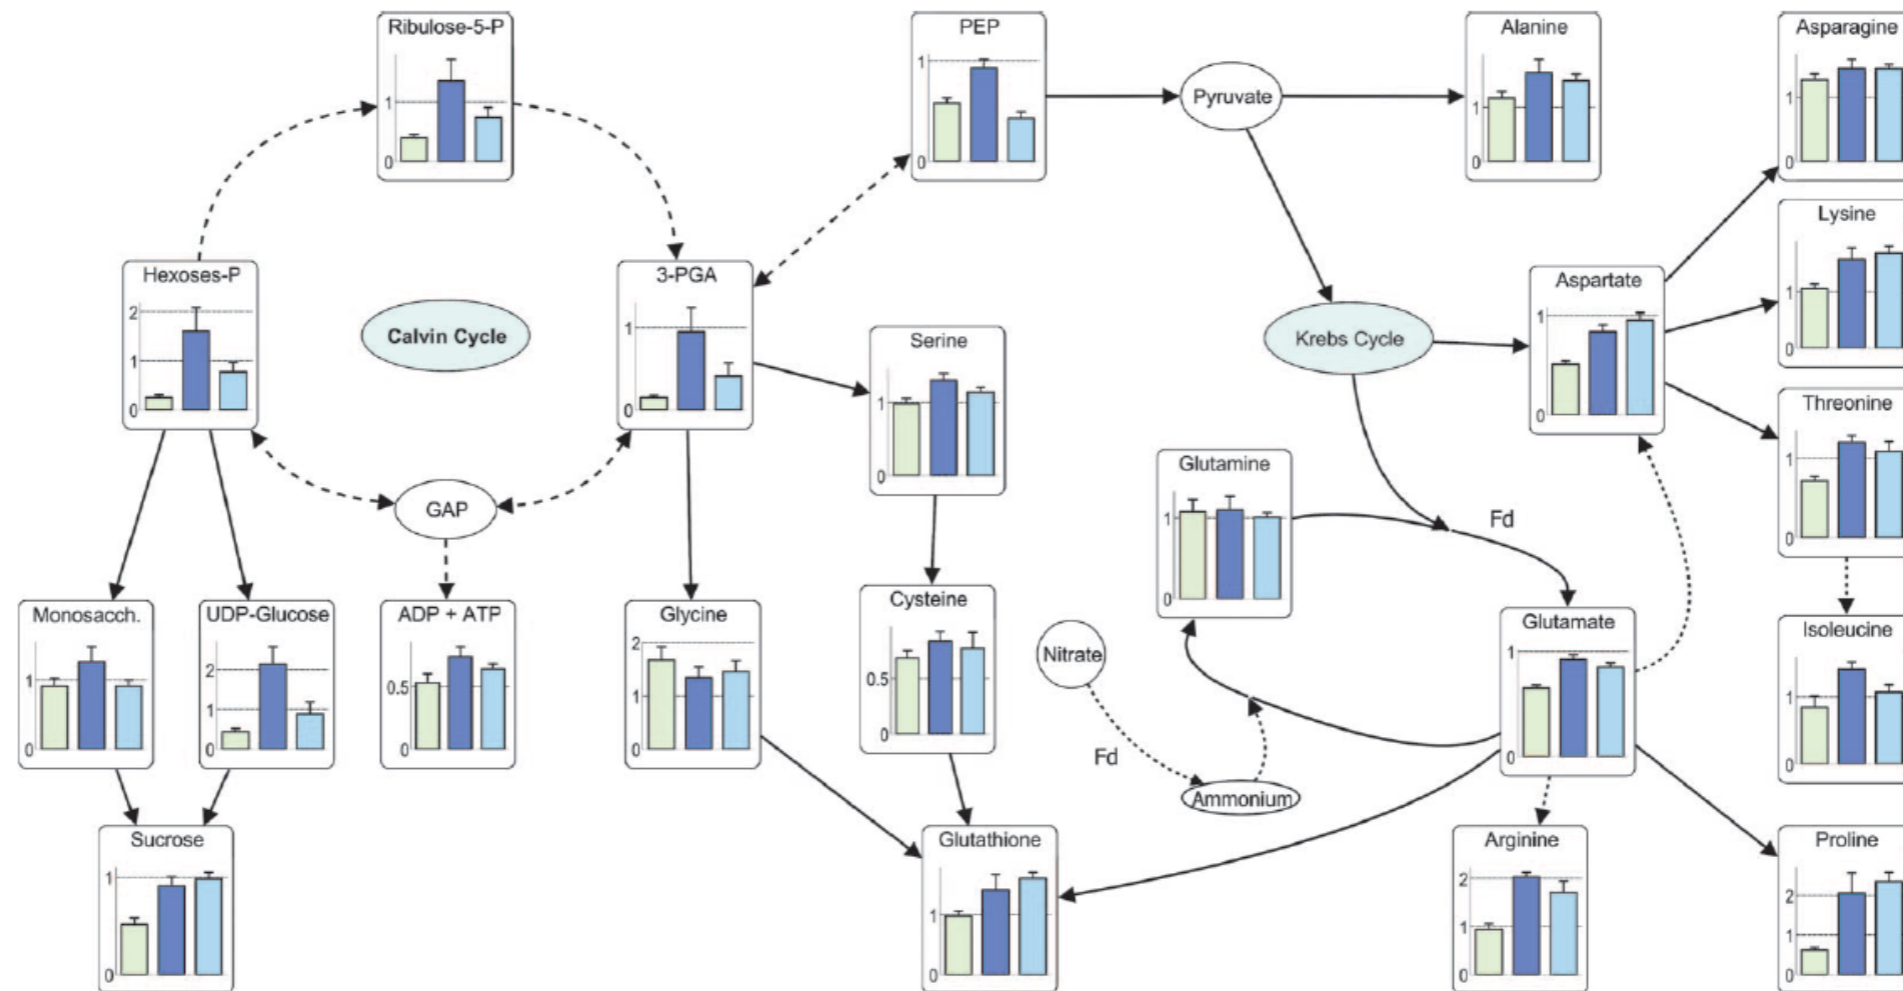 Ribulose-5-P
1
0
PEP
1
0
Pyruvate
Alanine
1
0
Asparagine
1
0
Lysine
1
0
Hexoses-P
2
1
0
Calvin Cycle
3-PGA
1
0
Serine
1
0
Krebs Cycle
Aspartate
1
0
Threonine
1
0
Glutamine
1
0
Fd
GAP
Monosacch.
1
0
UDP-Glucose
2
1
0
ADP + ATP
0.5
0
Glycine
2
1
0
Cysteine
0.5
0
Nitrate
Fd
Ammonium
Glutamate
1
0
Isoleucine
1
0
Sucrose
1
0
Glutathione
1
0
Arginine
2
1
0
Proline
2
1
0